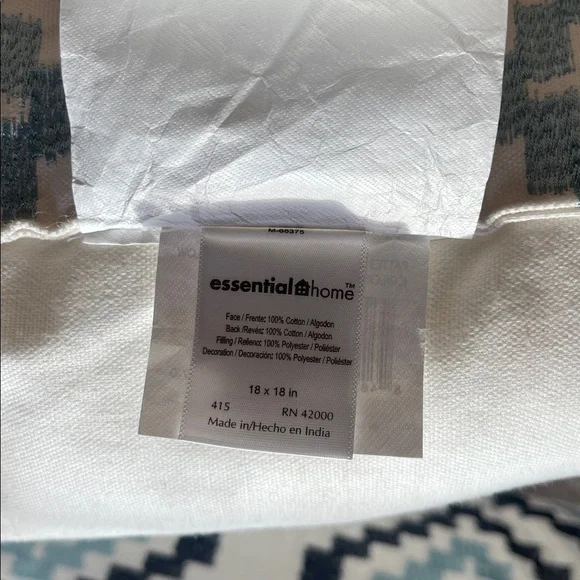 M-66375
essential home™
Face / Frente: 100% Cotton / Algodon
Back /Revés: 100% Cotton / Algodon
Filling / Relleno: 100% Polyester / Poliéster
Decoration / Decoración: 100% Polyester / Poliéster
18 x 18 in
415 RN 42000
Made in/Hecho en India